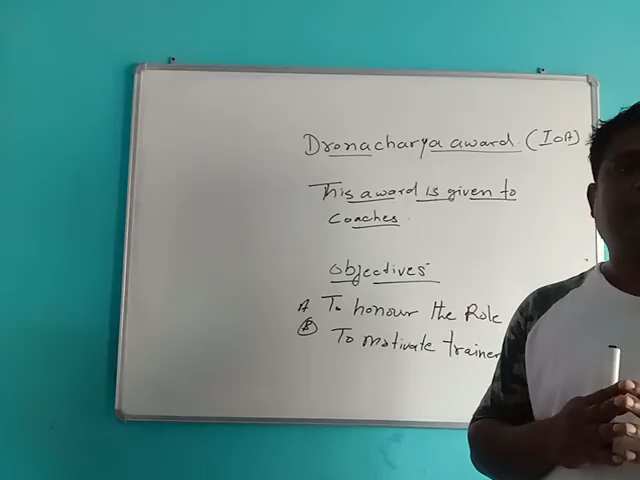 Dronacharya award. (IOA)
This award is given to
Coaches.
Objectives
A To honour the Role
B To motivate trainer